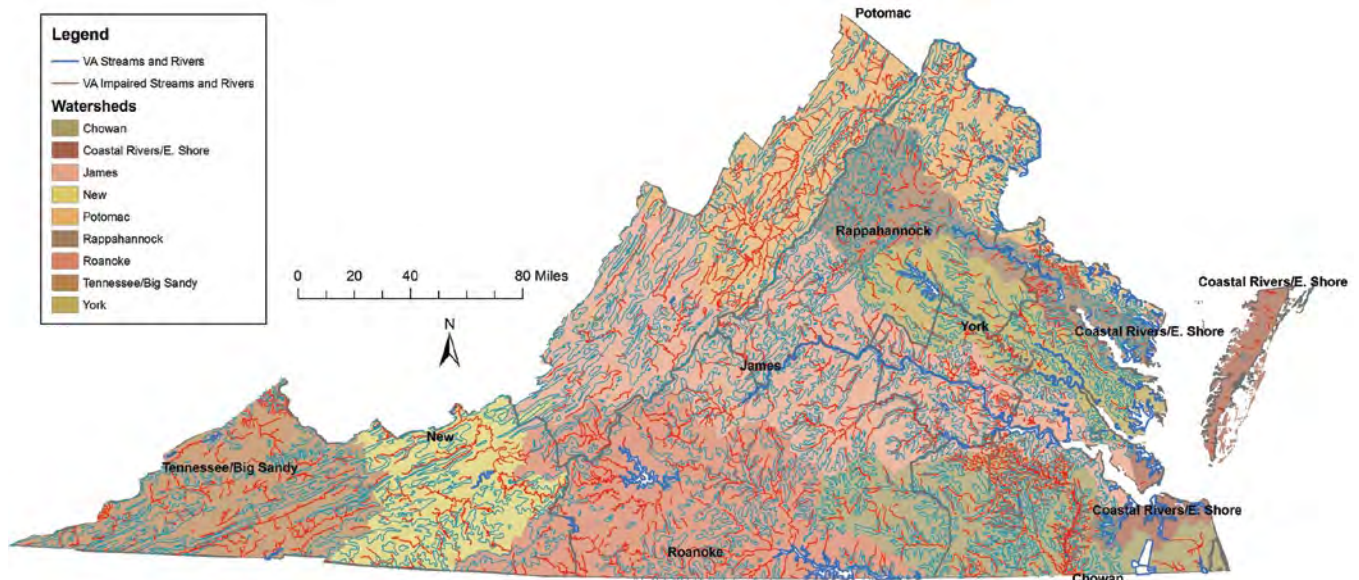 Potomac
Legend
VA Streams and Rivers
VA Impaired Streams and Rivers
Watersheds
Chowan
Coastal Rivers/E. Shore
James
New
Potomac
Rappahannock
Roanoke
Tennessee/Big Sandy
York
Rappahannock
0 20 40 80 Miles
Coastal Rivers/E. Shore
N
York
Coastal Rivers/E. Shore
James
New
Tennessee/Big Sandy
Coastal Rivers/E. Shore
Roanoke
Chowan